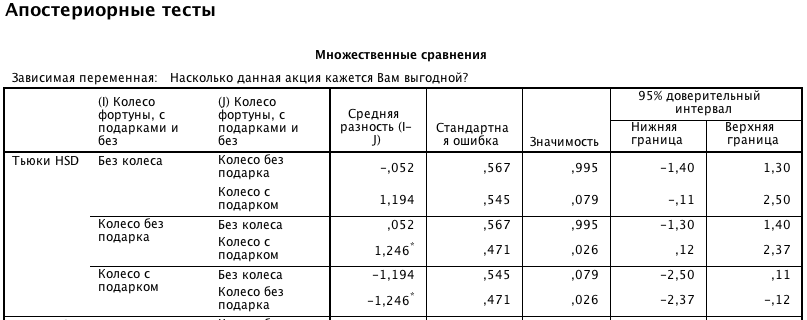 Апостериорные тесты
Множественные сравнения
Зависимая переменная: Насколько данная акция кажется Вам выгодной?
(I) Колесо фортуны, с подарками и без | (J) Колесо фортуны, с подарками и без | Средняя разность (I-J) | Стандартная ошибка | Значимость | 95% доверительный интервал
Нижняя граница | Верхняя граница
Тьюки HSD | Без колеса | Колесо без подарка | -,052 | ,567 | ,995 | -1,40 | 1,30
Колесо с подарком | 1,194 | ,545 | ,079 | -,11 | 2,50
Колесо без подарка | Без колеса | ,052 | ,567 | ,995 | -1,30 | 1,40
Колесо с подарком | 1,246* | ,471 | ,026 | ,12 | 2,37
Колесо с подарком | Без колеса | -1,194 | ,545 | ,079 | -2,50 | ,11
Колесо без подарка | -1,246* | ,471 | ,026 | -2,37 | -,12